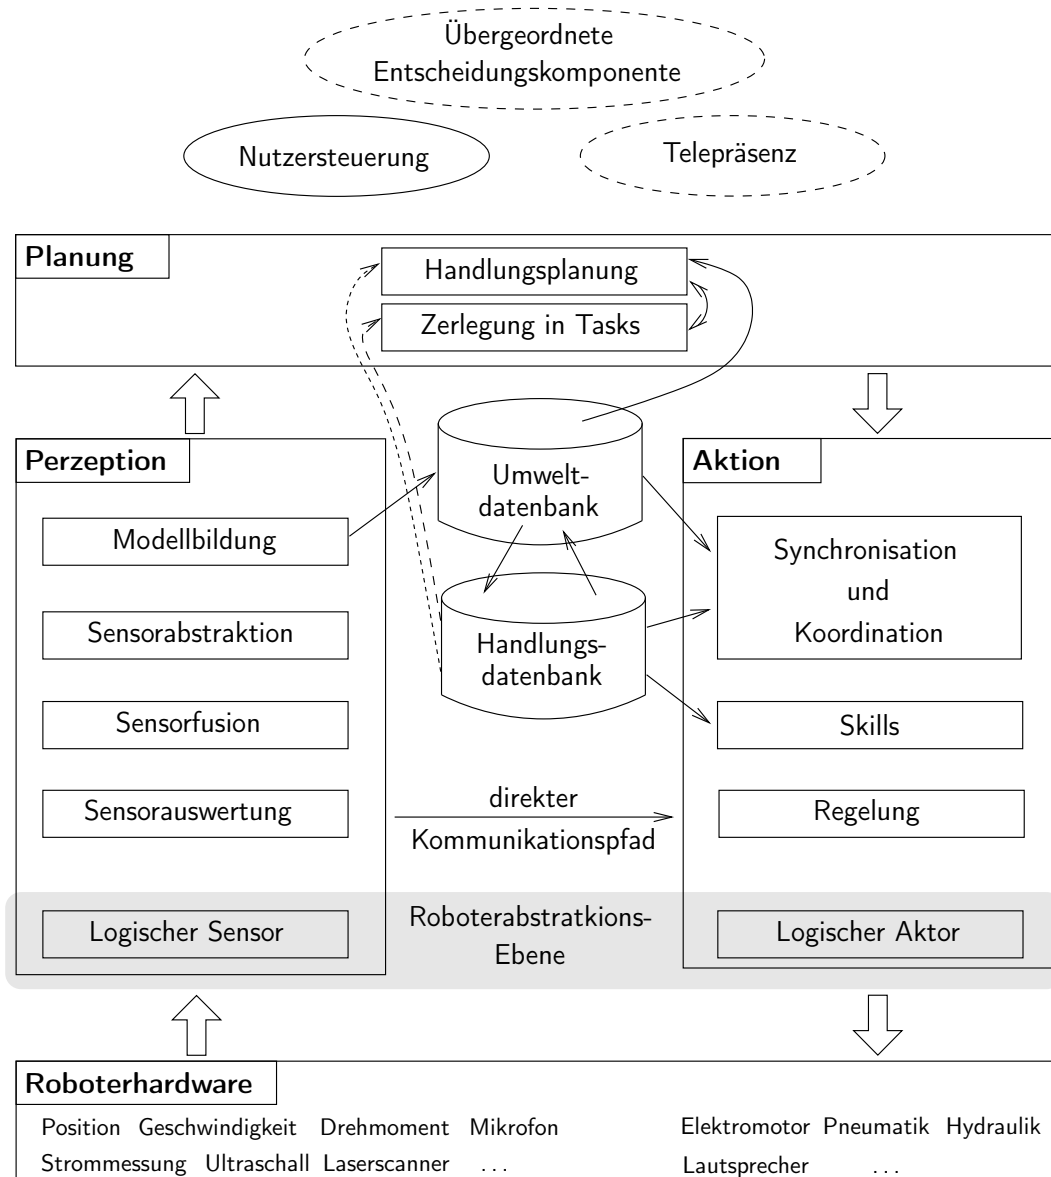 Übergeordnete
Entscheidungskomponente
Nutzersteuerung
Telepräsenz
Planung
Handlungsplanung
Zerlegung in Tasks
Perzeption
Modellbildung
Sensorabstraktion
Sensorfusion
Sensorauswertung
Logischer Sensor
Umwelt-
datenbank
Handlungs-
datenbank
direkter
Kommunikationspfad
Roboterabstratkions-
Ebene
Aktion
Synchronisation
und
Koordination
Skills
Regelung
Logischer Aktor
Roboterhardware
Position Geschwindigkeit Drehmoment Mikrofon
Strommessung Ultraschall Laserscanner ...
Elektromotor Pneumatik Hydraulik
Lautsprecher ...